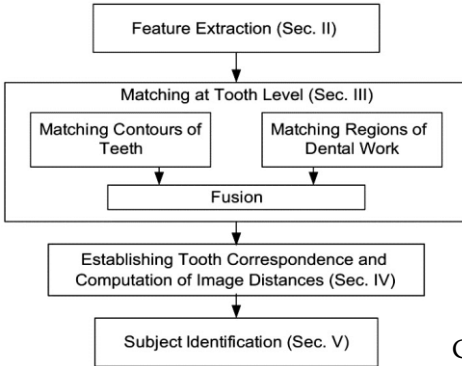 Feature Extraction (Sec. II)
Matching at Tooth Level (Sec. III)
Matching Contours of
Teeth
Matching Regions of
Dental Work
Fusion
Establishing Tooth Correspondence and
Computation of Image Distances (Sec. IV)
Subject Identification (Sec. V)